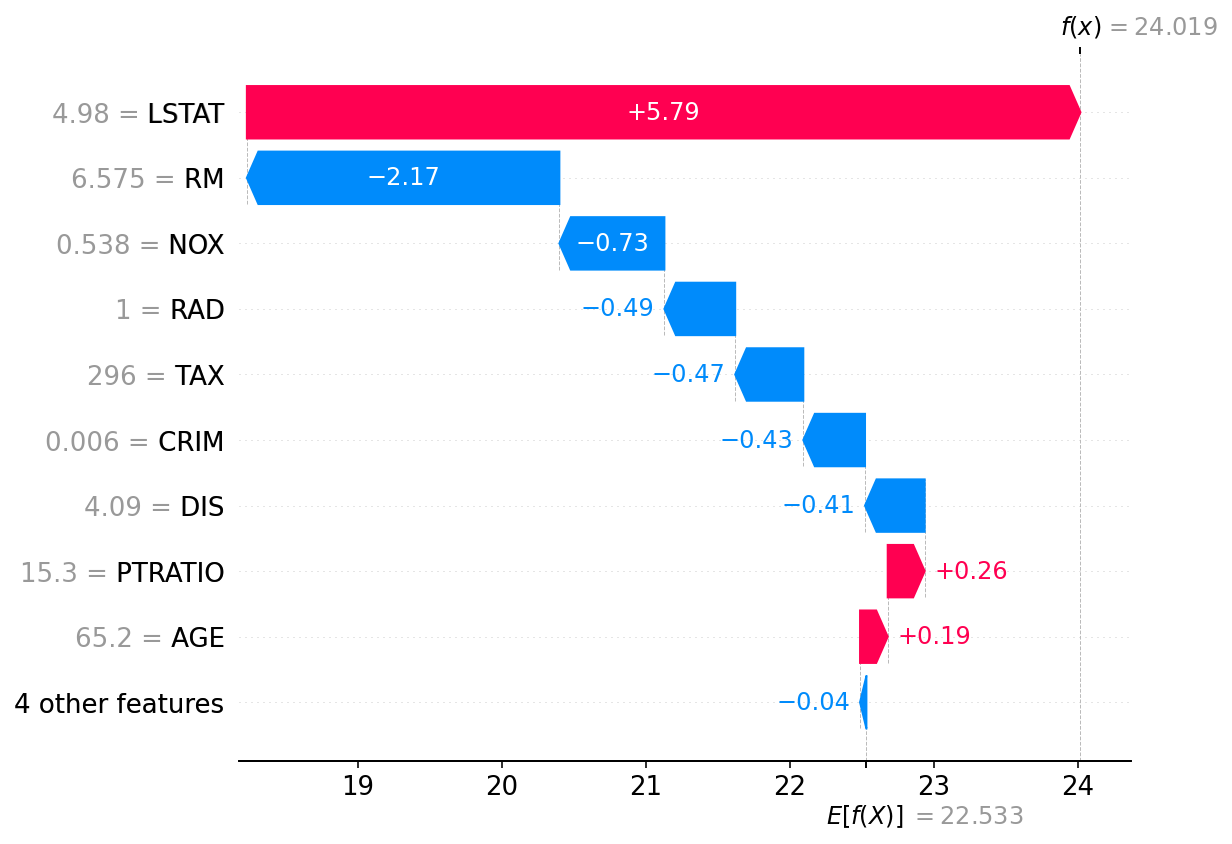 f(x) = 24.019
4.98 = LSTAT +5.79
6.575 = RM −2.17
0.538 = NOX −0.73
1 = RAD −0.49
296 = TAX −0.47
0.006 = CRIM −0.43
4.09 = DIS −0.41
15.3 = PTRATIO +0.26
65.2 = AGE +0.19
4 other features −0.04
19 20 21 22 23 24
E[f(X)] = 22.533